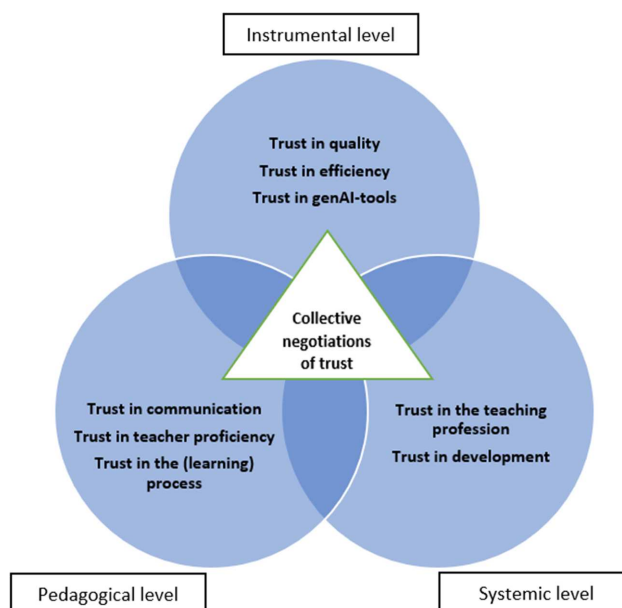 Instrumental level
Trust in quality
Trust in efficiency
Trust in genAI-tools
Collective
negotiations
of trust
Trust in communication
Trust in teacher proficiency
Trust in the (learning)
process
Trust in the teaching
profession
Trust in development
Pedagogical level
Systemic level